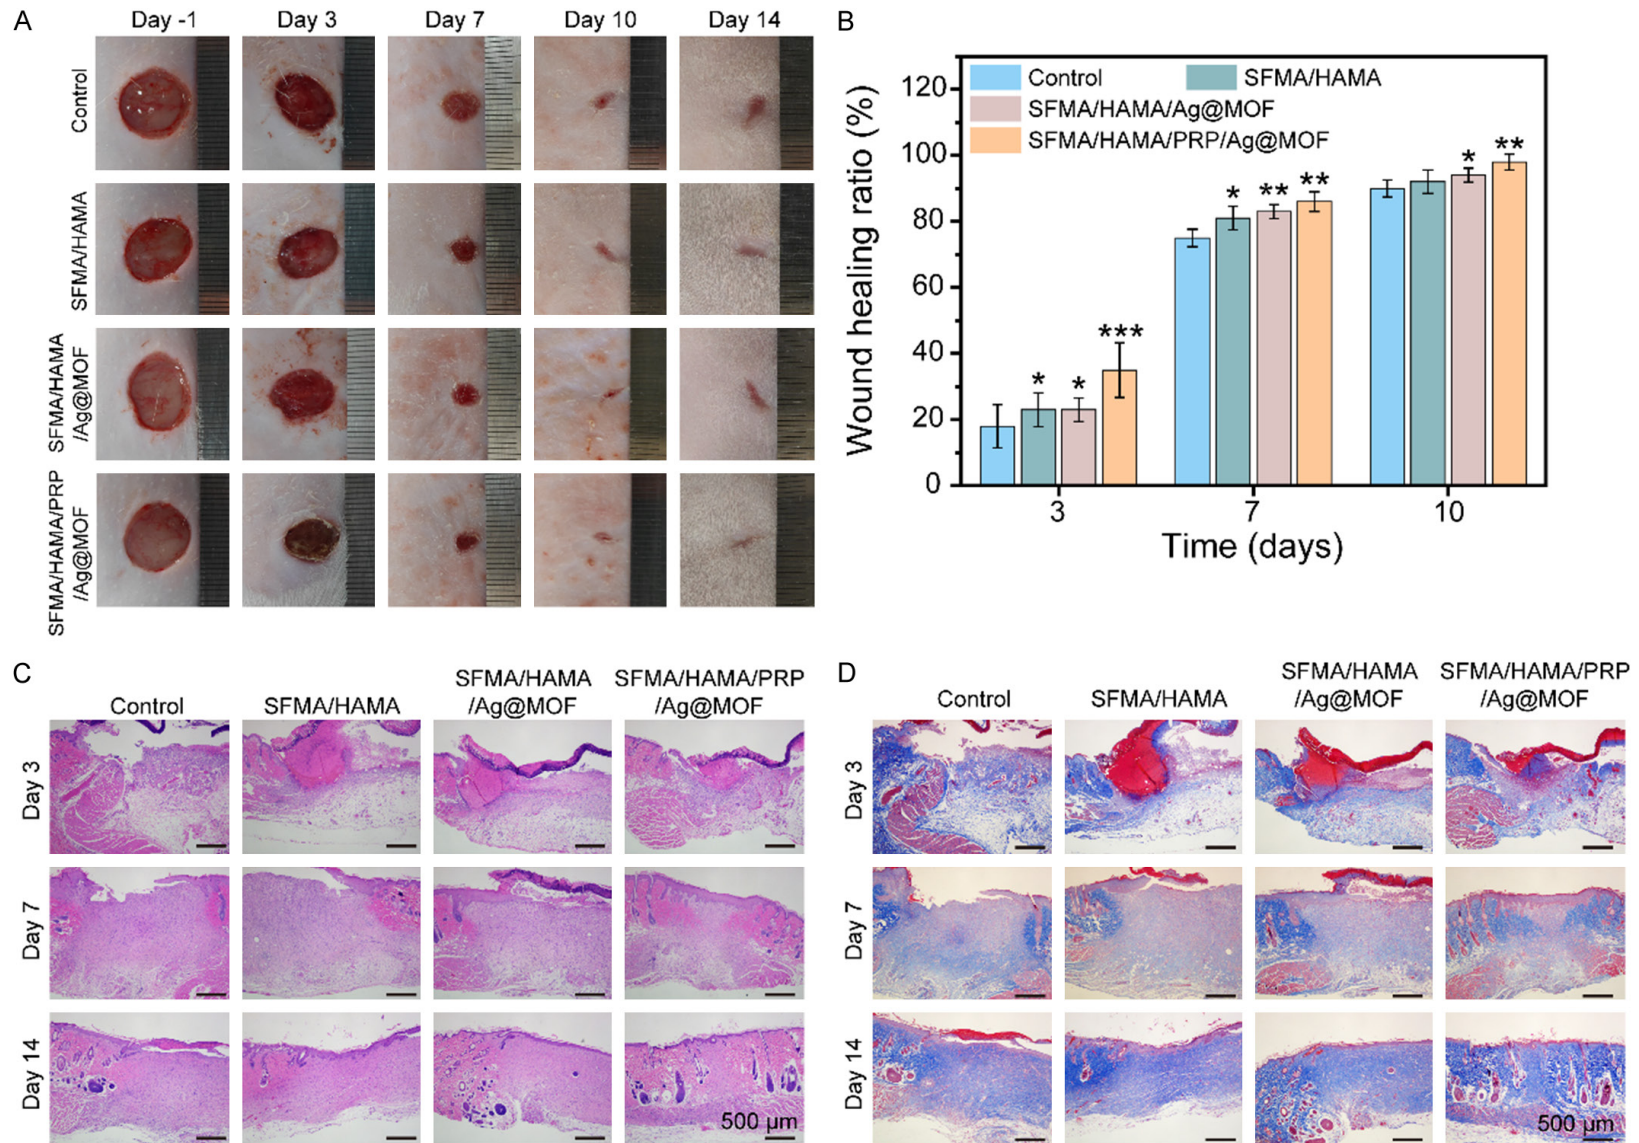 A
Day -1
Day 3
Day 7
Day 10
Day 14
Control
SFMA/HAMA
SFMA/HAMA
/Ag@MOF
SFMA/HAMA/PRP
/Ag@MOF
B
Wound healing ratio (%)
120
100
80
60
40
20
0
Control
SFMA/HAMA
SFMA/HAMA/Ag@MOF
SFMA/HAMA/PRP/Ag@MOF
* * ***
* ** **
* **
3 7 10
Time (days)
C
Control
SFMA/HAMA
SFMA/HAMA
/Ag@MOF
SFMA/HAMA/PRP
/Ag@MOF
Day 3
Day 7
Day 14
500 μm
D
Control
SFMA/HAMA
SFMA/HAMA
/Ag@MOF
SFMA/HAMA/PRP
/Ag@MOF
Day 3
Day 7
Day 14
500 μm